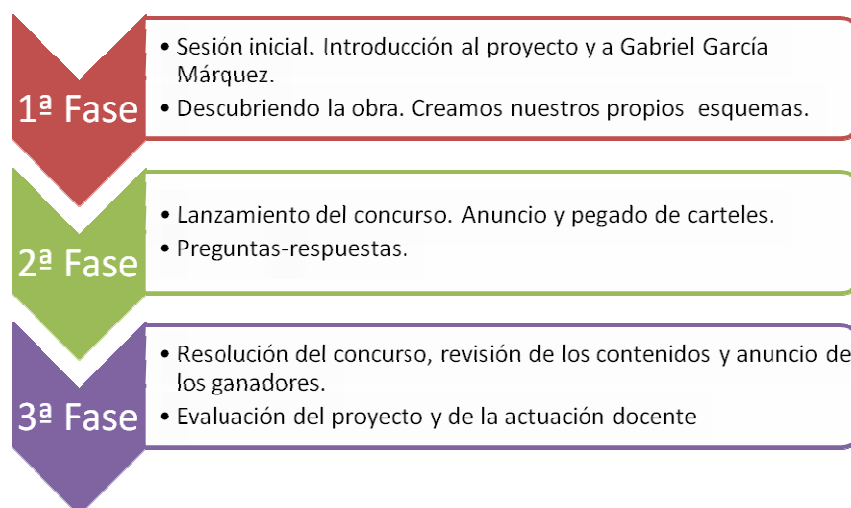 1ª Fase
• Sesión inicial. Introducción al proyecto y a Gabriel García
Márquez.
• Descubriendo la obra. Creamos nuestros propios esquemas.
2ª Fase
• Lanzamiento del concurso. Anuncio y pegado de carteles.
• Preguntas-respuestas.
3ª Fase
• Resolución del concurso, revisión de los contenidos y anuncio de
los ganadores.
• Evaluación del proyecto y de la actuación docente